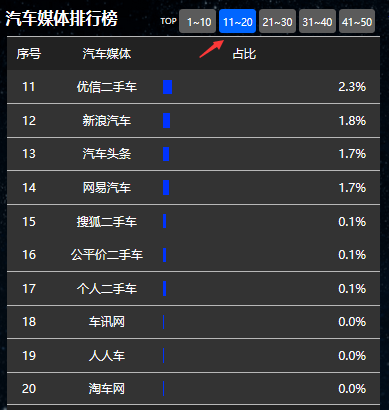 汽车媒体排行榜 TOP 1~10 11~20 21~30 31~40 41~50
序号 汽车媒体 占比
11 优信二手车 2.3%
12 新浪汽车 1.8%
13 汽车头条 1.7%
14 网易汽车 1.7%
15 搜狐二手车 0.1%
16 公平价二手车 0.1%
17 个人二手车 0.1%
18 车讯网 0.0%
19 人人车 0.0%
20 淘车网 0.0%